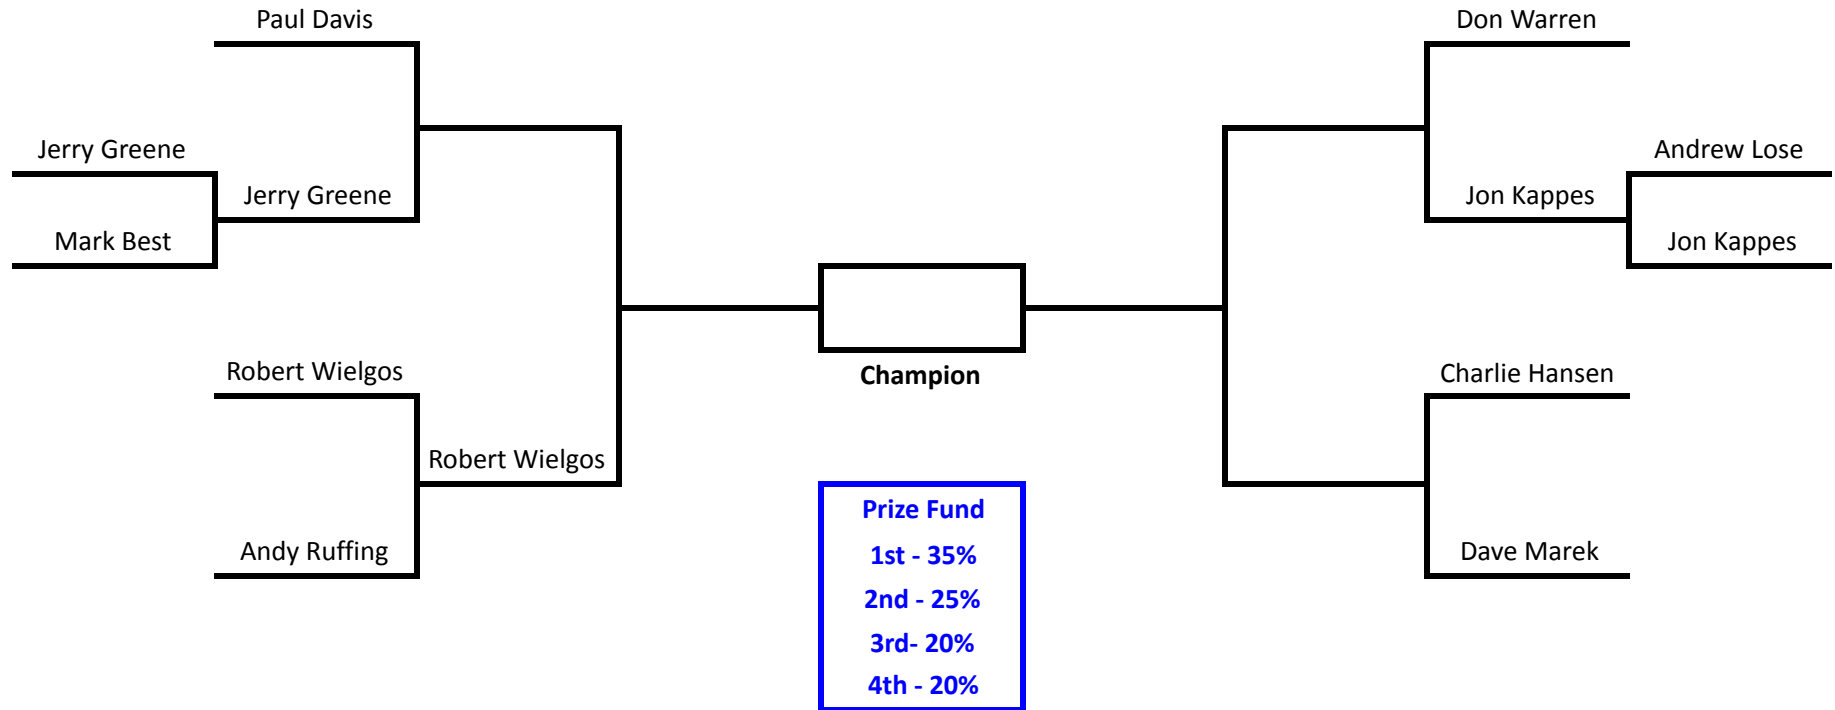 Paul Davis
Don Warren
Jerry Greene
Andrew Lose
Jerry Greene
Jon Kappes
Mark Best
Jon Kappes
Champion
Robert Wielgos
Charlie Hansen
Robert Wielgos
Andy Ruffing
Dave Marek
Prize Fund
1st - 35%
2nd - 25%
3rd- 20%
4th - 20%